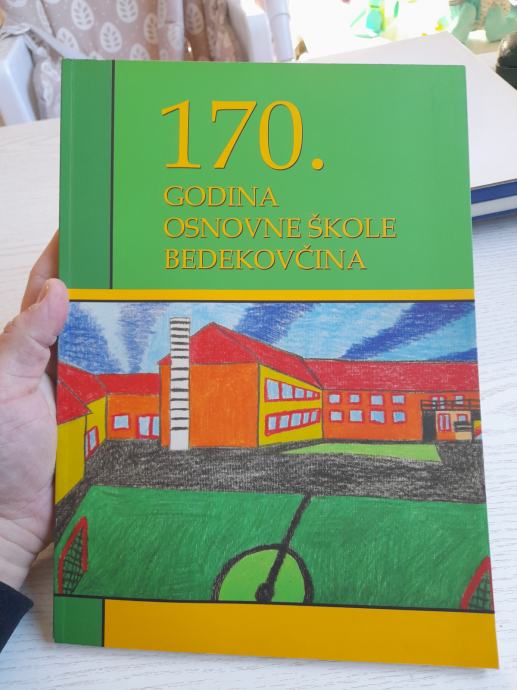 170.
GODINA
OSNOVNE ŠKOLE
BEDEKOVČINA